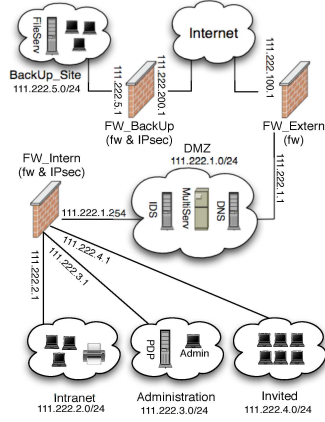 FileServ
BackUp_Site
111.222.5.0/24
111.222.5.1
111.222.200.1
FW_BackUp
(fw & IPsec)
Internet
111.222.100.1
FW_Extern
(fw)
111.222.1.1
DMZ
111.222.1.0/24
IDS
MultiServ
DNS
FW_Intern
(fw & IPsec)
111.222.1.254
111.222.2.1
111.222.3.1
111.222.4.1
Intranet
111.222.2.0/24
PDP
Admin
Administration
111.222.3.0/24
Invited
111.222.4.0/24